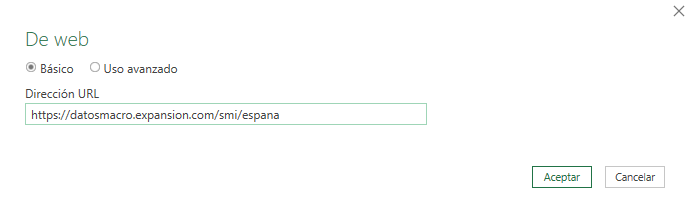 De web
Básico Uso avanzado
Dirección URL
https://datosmacro.expansion.com/smi/espana
Aceptar Cancelar